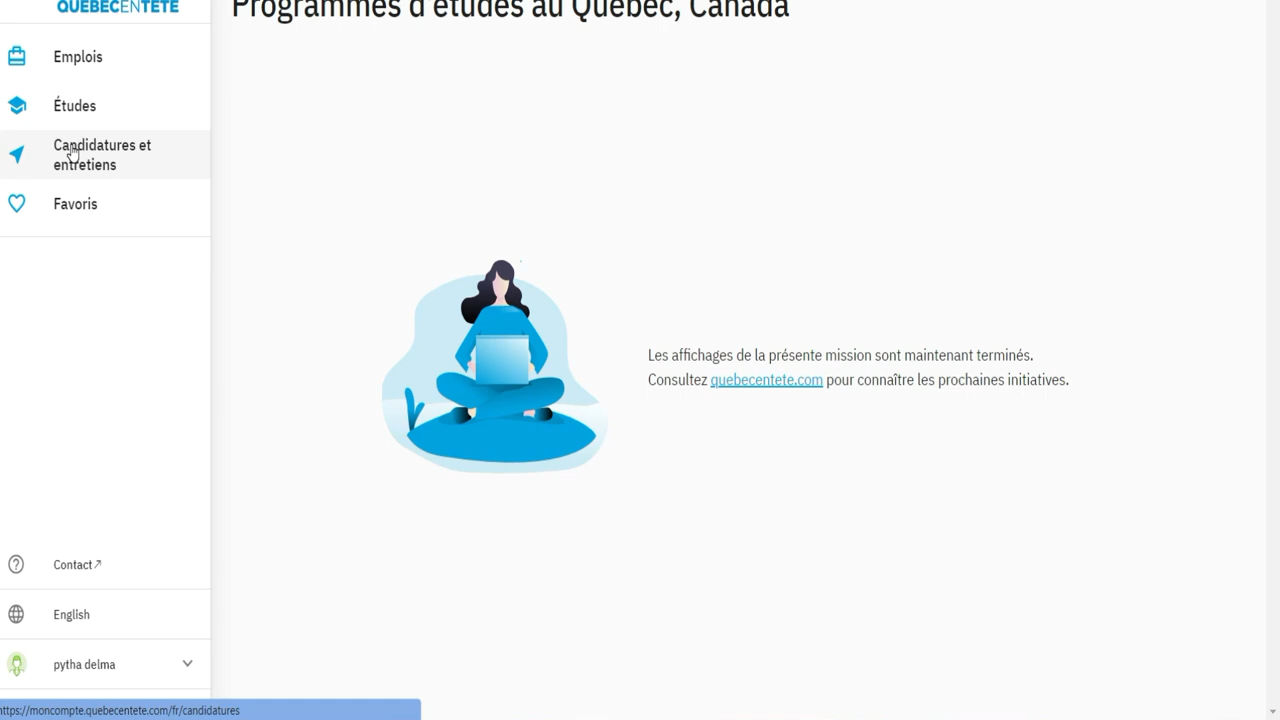 QUÉBECENTÊTE
Programmes d'études au Québec, Canada
Emplois
Études
Candidatures et
entretiens
Favoris
Les affichages de la présente mission sont maintenant terminés.
Consultez quebecentete.com pour connaître les prochaines initiatives.
Contact
English
pytha delma
https://moncompte.quebecentete.com/fr/candidatures